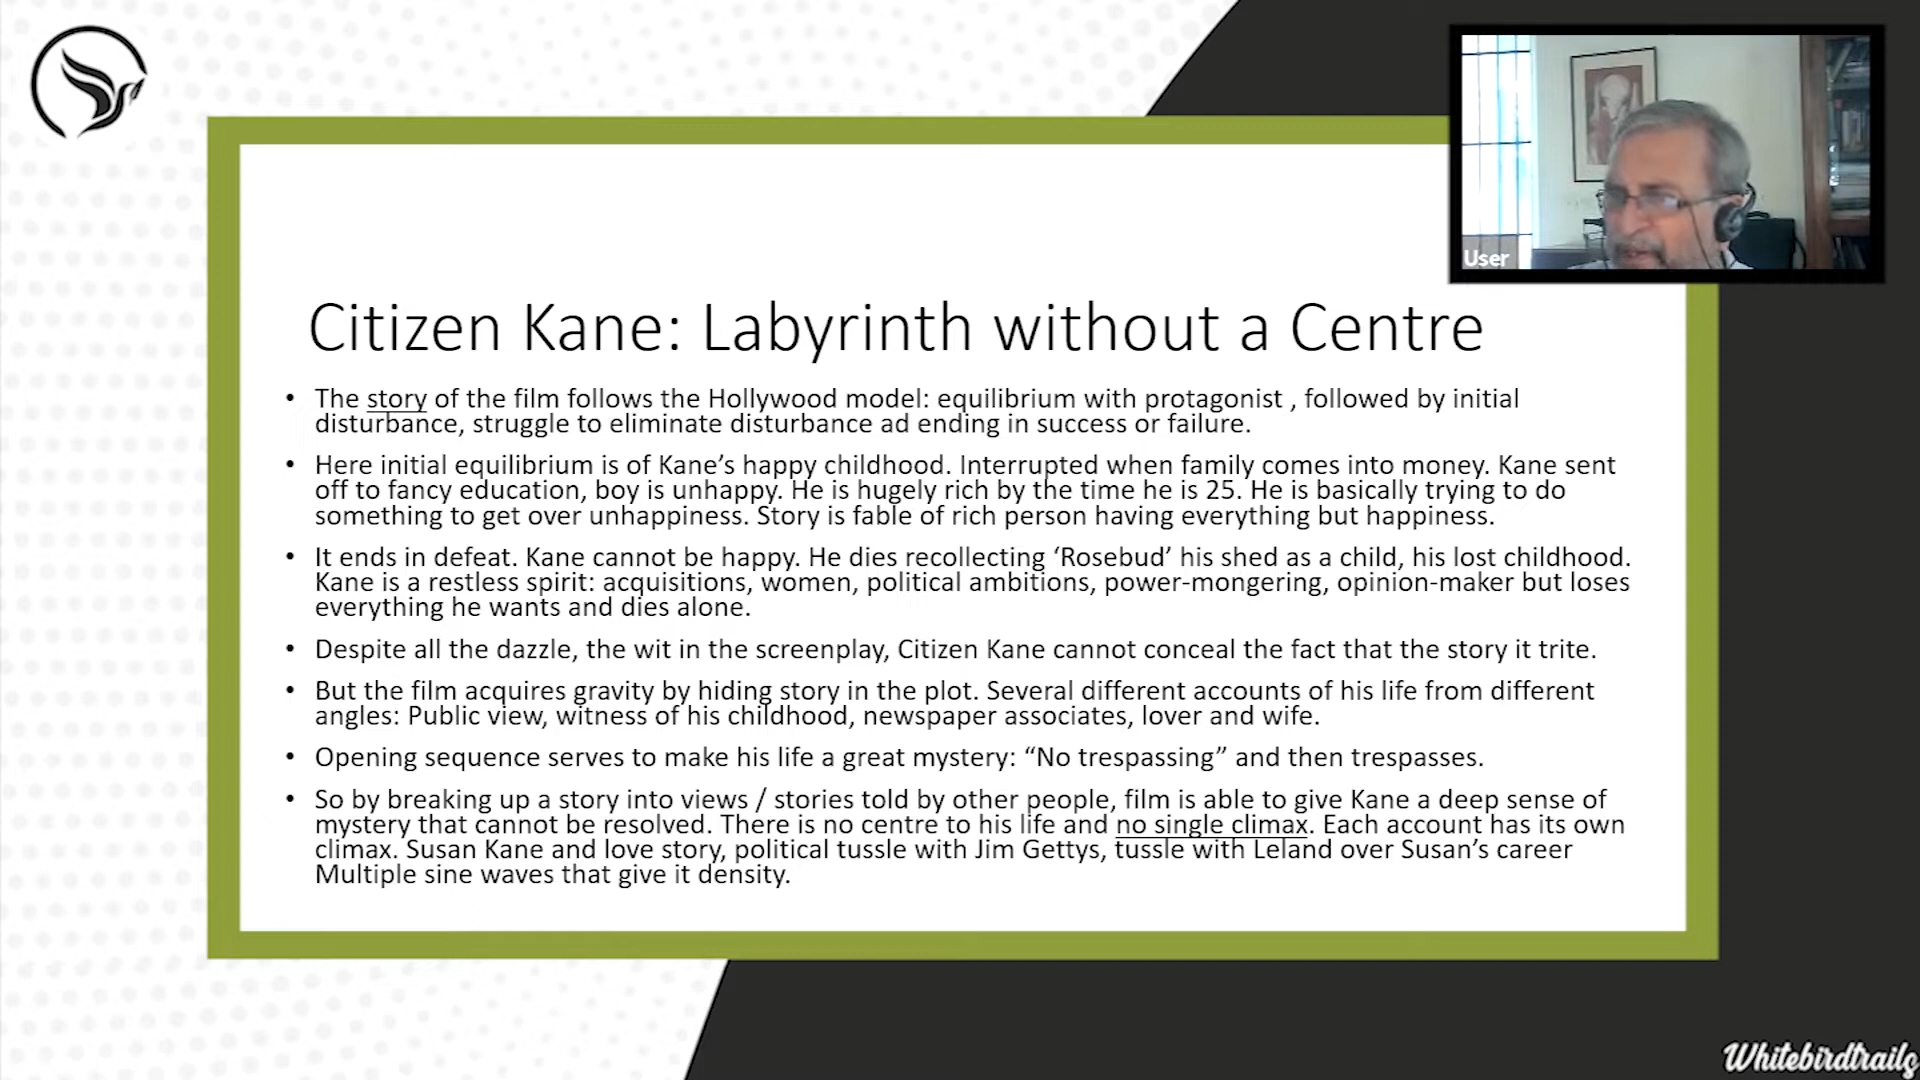 User
Citizen Kane: Labyrinth without a Centre
• The story of the film follows the Hollywood model: equilibrium with protagonist , followed by initial
disturbance, struggle to eliminate disturbance ad ending in success or failure.
• Here initial equilibrium is of Kane’s happy childhood. Interrupted when family comes into money. Kane sent
off to fancy education, boy is unhappy. He is hugely rich by the time he is 25. He is basically trying to do
something to get over unhappiness. Story is fable of rich person having everything but happiness.
• It ends in defeat. Kane cannot be happy. He dies recollecting ‘Rosebud’ his shed as a child, his lost childhood.
Kane is a restless spirit: acquisitions, women, political ambitions, power-mongering, opinion-maker but loses
everything he wants and dies alone.
• Despite all the dazzle, the wit in the screenplay, Citizen Kane cannot conceal the fact that the story it trite.
• But the film acquires gravity by hiding story in the plot. Several different accounts of his life from different
angles: Public view, witness of his childhood, newspaper associates, lover and wife.
• Opening sequence serves to make his life a great mystery: “No trespassing” and then trespasses.
• So by breaking up a story into views / stories told by other people, film is able to give Kane a deep sense of
mystery that cannot be resolved. There is no centre to his life and no single climax. Each account has its own
climax. Susan Kane and love story, political tussle with Jim Gettys, tussle with Leland over Susan’s career
Multiple sine waves that give it density.
Whitebirdtrails